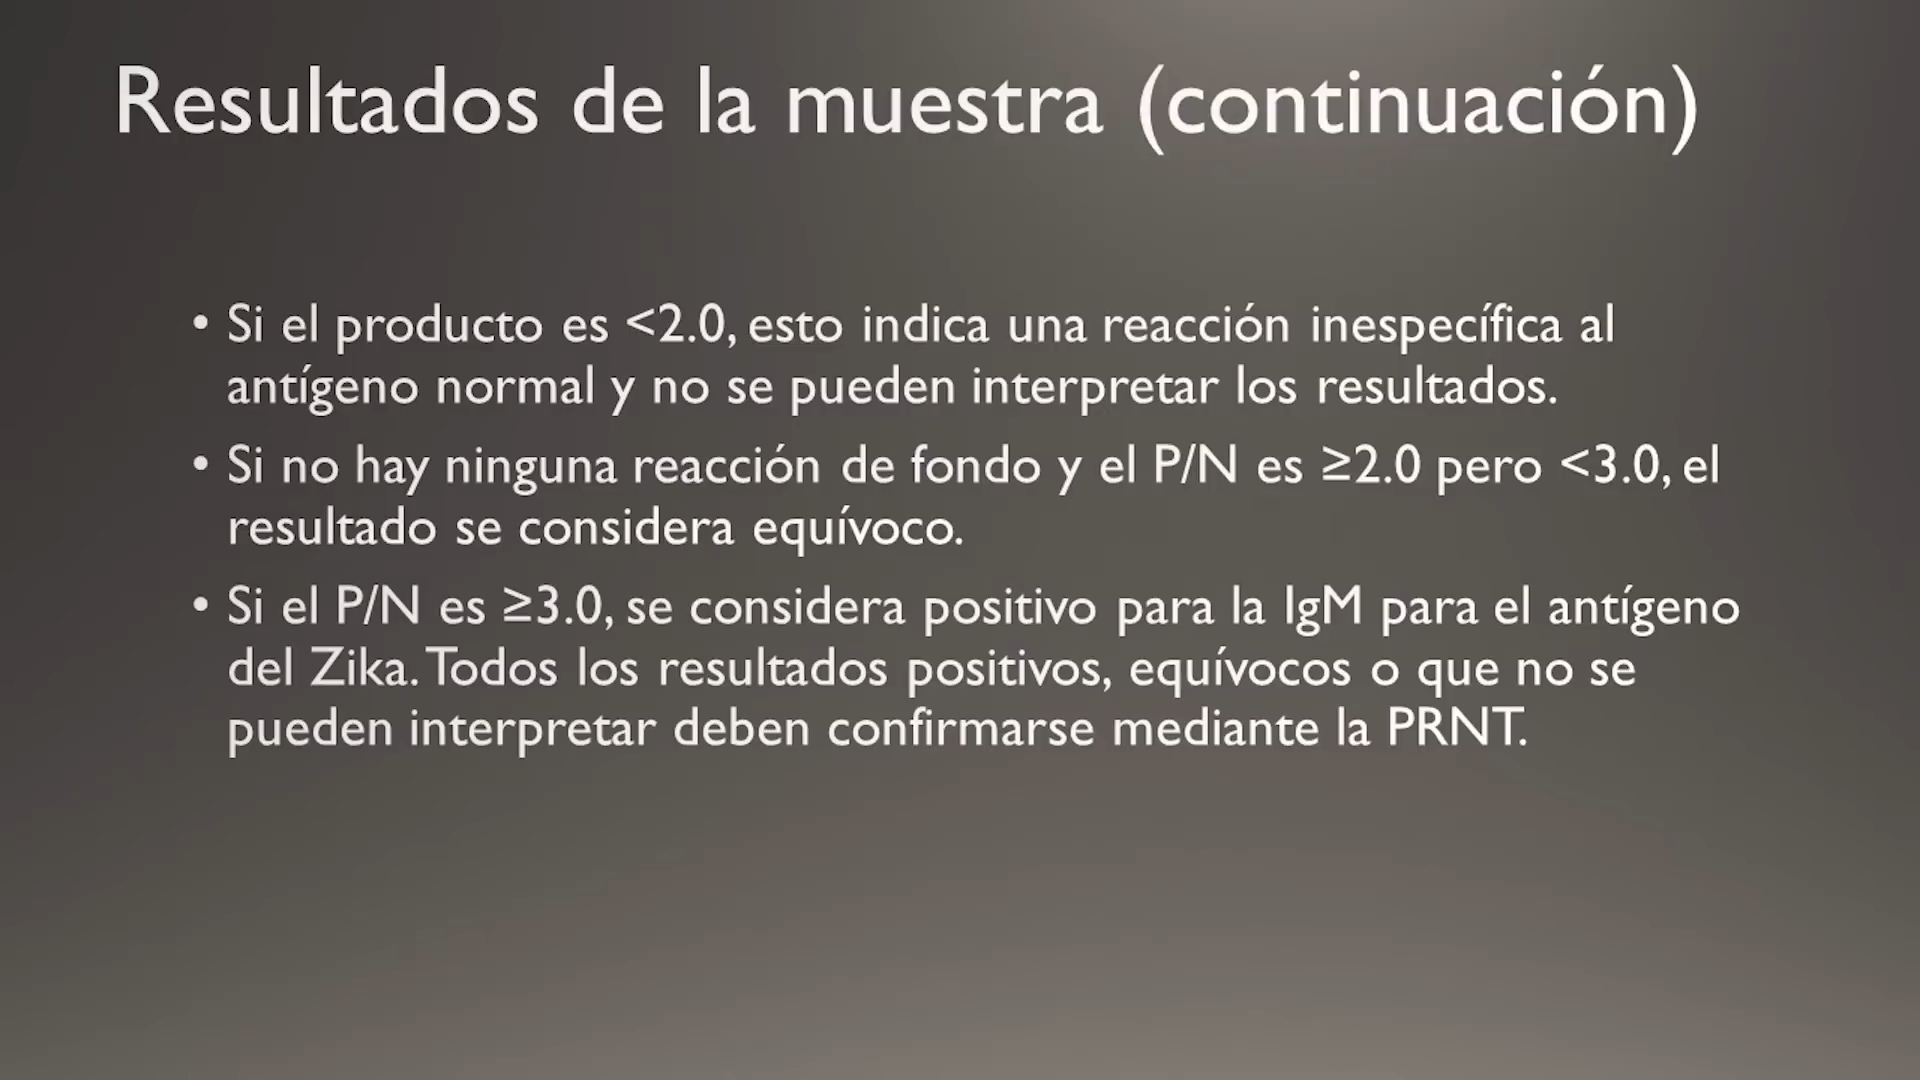 Resultados de la muestra (continuación)
• Si el producto es <2.0, esto indica una reacción inespecífica al
antígeno normal y no se pueden interpretar los resultados.
• Si no hay ninguna reacción de fondo y el P/N es ≥2.0 pero <3.0, el
resultado se considera equívoco.
• Si el P/N es ≥3.0, se considera positivo para la IgM para el antígeno
del Zika. Todos los resultados positivos, equívocos o que no se
pueden interpretar deben confirmarse mediante la PRNT.